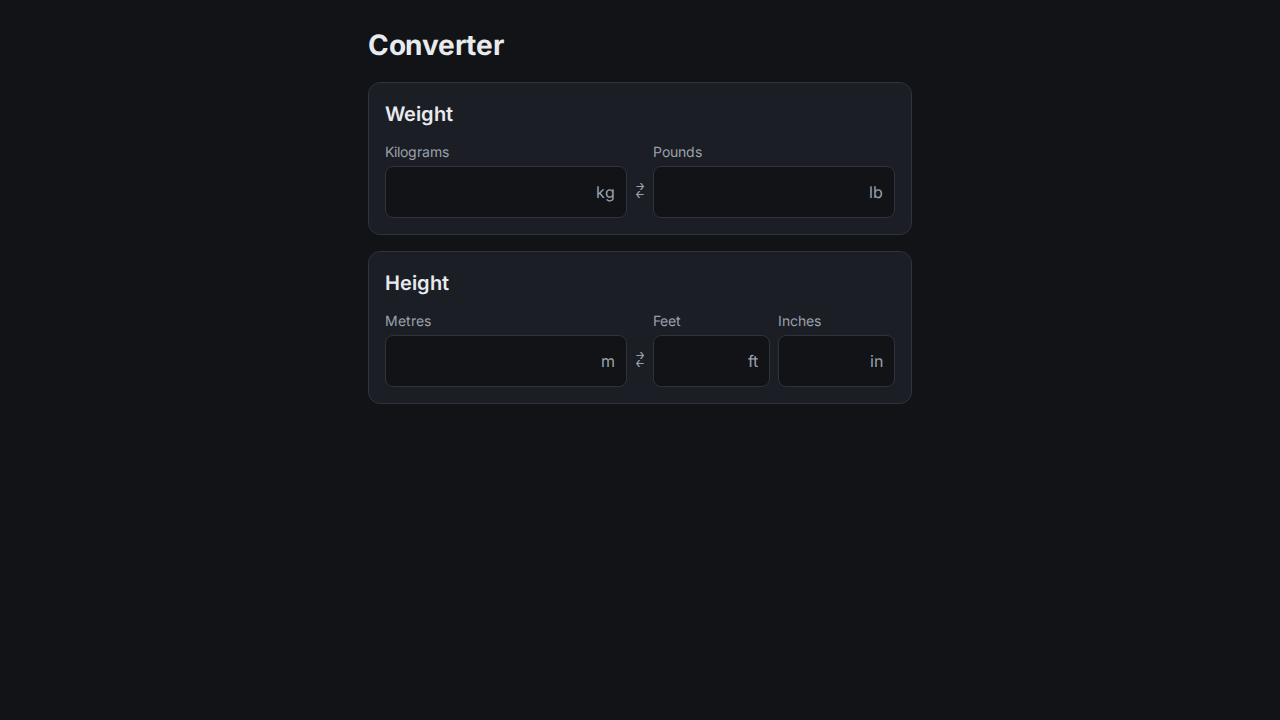 Converter
Weight
Kilograms Pounds
kg ⇄ lb
Height
Metres Feet Inches
m ⇄ ft in